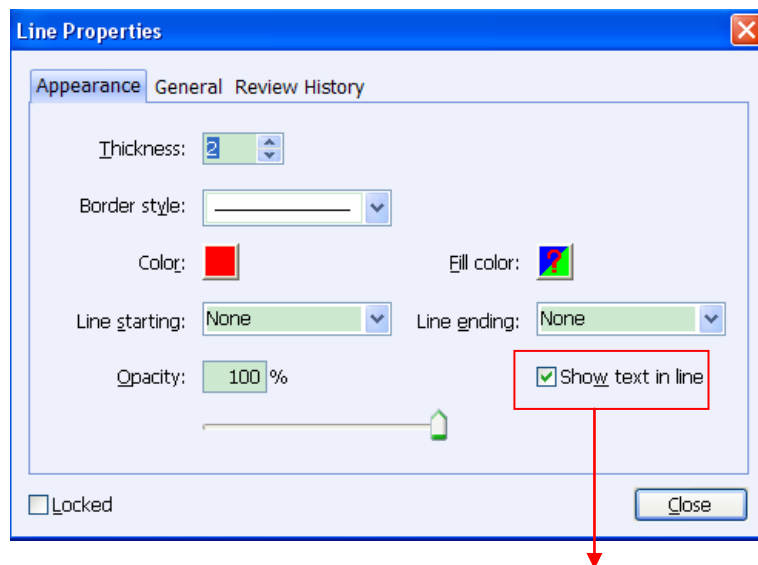 Line Properties
Appearance General Review History
Thickness: 2
Border style:
Color: Fill color: ?
Line starting: None Line ending: None
Opacity: 100 % Show text in line
Locked Close